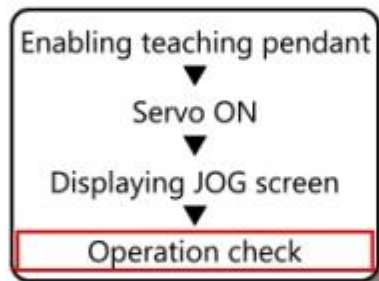 Enabling teaching pendant
▼
Servo ON
▼
Displaying JOG screen
▼
Operation check